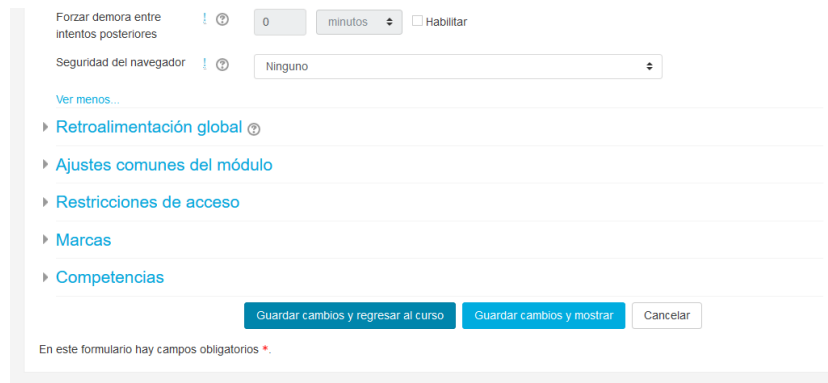 Forzar demora entre intentos posteriores ! ? 0 minutos Habilitar
Seguridad del navegador ! ? Ninguno
Ver menos...
Retroalimentación global ?
Ajustes comunes del módulo
Restricciones de acceso
Marcas
Competencias
Guardar cambios y regresar al curso Guardar cambios y mostrar Cancelar
En este formulario hay campos obligatorios *.